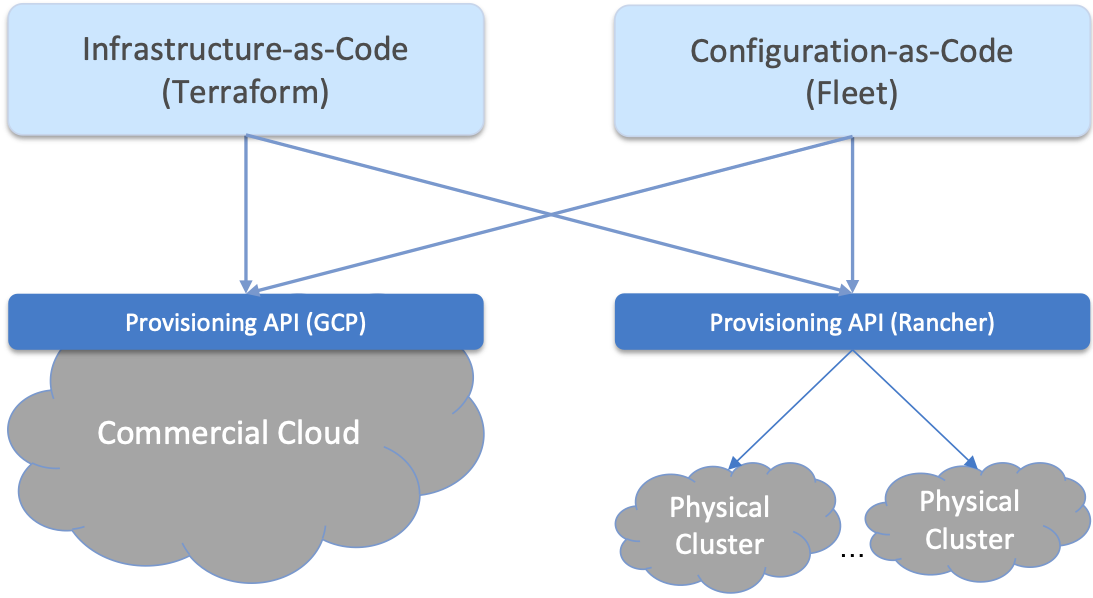 Infrastructure-as-Code
(Terraform)
Configuration-as-Code
(Fleet)
Provisioning API (GCP)
Provisioning API (Rancher)
Commercial Cloud
Physical
Cluster
...
Physical
Cluster